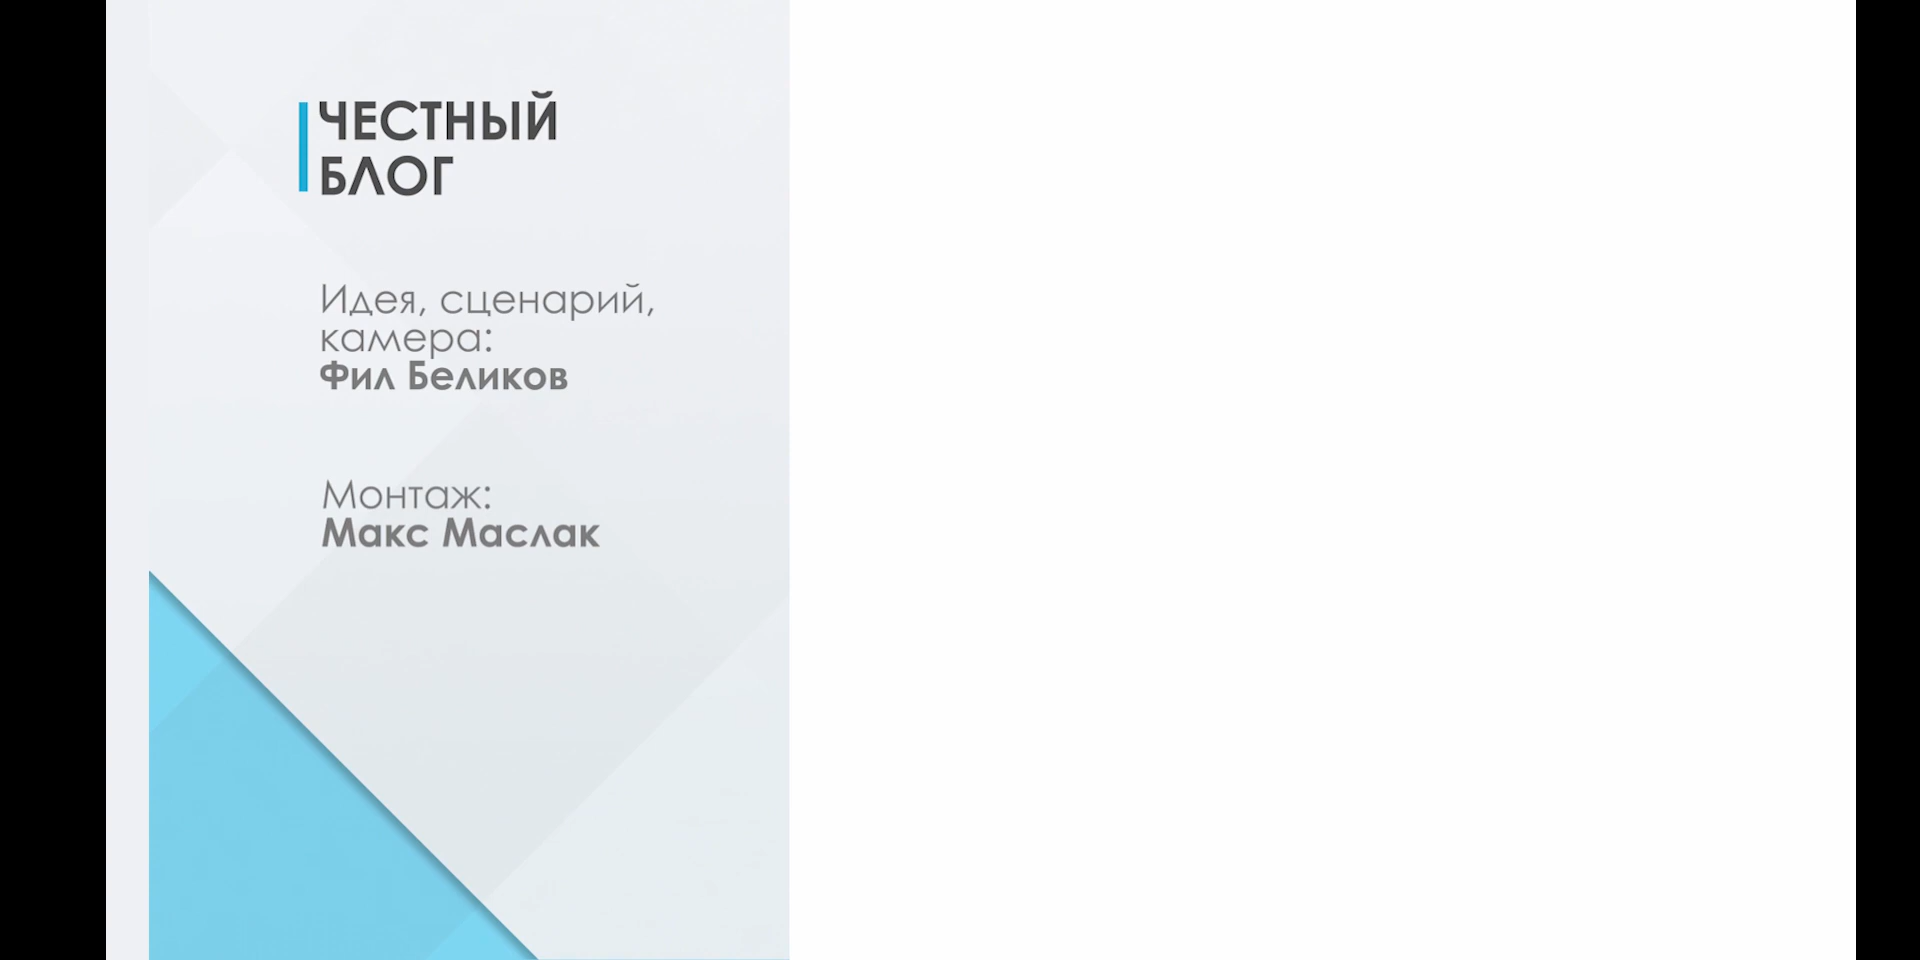 ЧЕСТНЫЙ
БЛОГ
Идея, сценарий,
камера:
Фил Беликов
Монтаж:
Макс Маслак